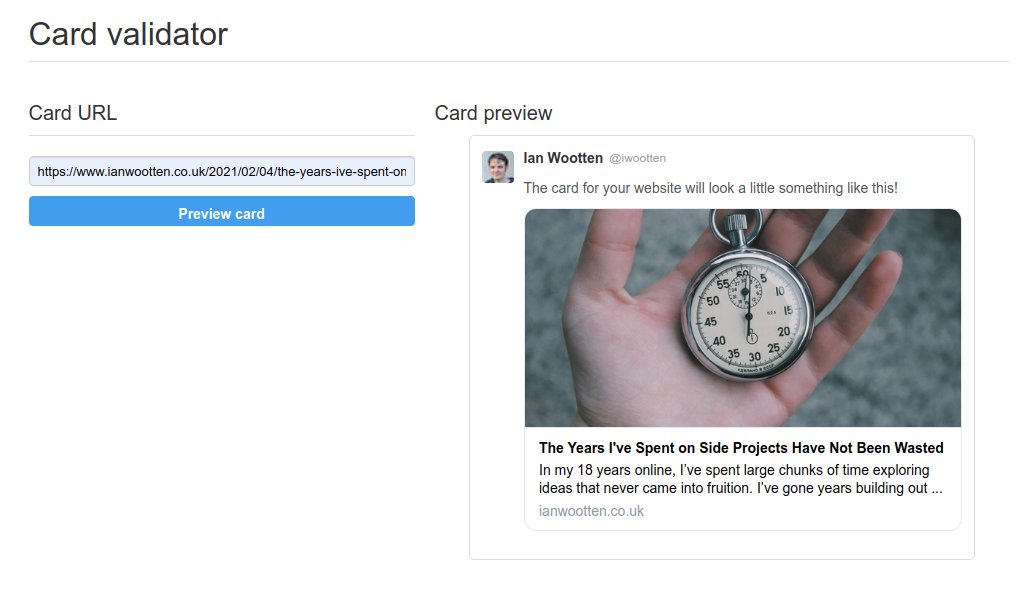 Card validator
Card URL
https://www.ianwootten.co.uk/2021/02/04/the-years-ive-spent-on
Preview card
Card preview
Ian Wootten @iwootten
The card for your website will look a little something like this!
60
5
10
15
20
25
30
35
40
45
50
55
The Years I've Spent on Side Projects Have Not Been Wasted
In my 18 years online, I’ve spent large chunks of time exploring
ideas that never came into fruition. I’ve gone years building out ...
ianwootten.co.uk